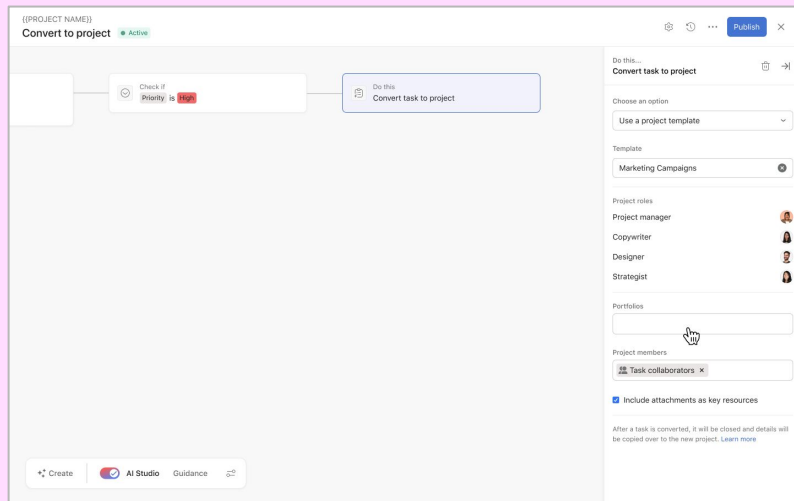 {{PROJECT NAME}}
Convert to project
Active
Publish
Check if
Priority is High
Do this
Convert task to project
Do this...
Convert task to project
Choose an option
Use a project template
Template
Marketing Campaigns
Project roles
Project manager
Copywriter
Designer
Strategist
Portfolios
Project members
Task collaborators
Include attachments as key resources
After a task is converted, it will be closed and details will
be copied over to the new project. Learn more
Create
AI Studio
Guidance